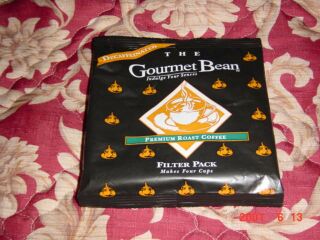 DECAFFEINATED
THE
Gourmet Bean
Indulge Your Senses
PREMIUM ROAST COFFEE
FILTER PACK
Makes Four Cups
2001 6 13